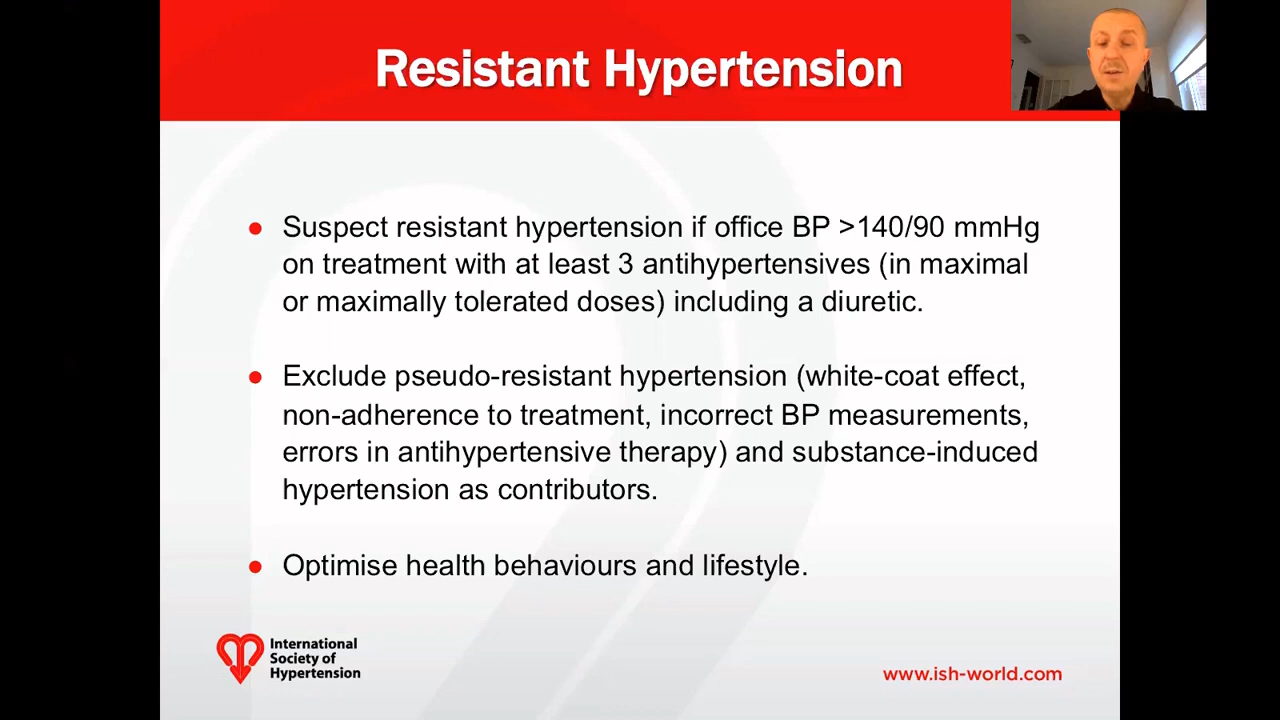 Resistant Hypertension
● Suspect resistant hypertension if office BP >140/90 mmHg
on treatment with at least 3 antihypertensives (in maximal
or maximally tolerated doses) including a diuretic.
● Exclude pseudo-resistant hypertension (white-coat effect,
non-adherence to treatment, incorrect BP measurements,
errors in antihypertensive therapy) and substance-induced
hypertension as contributors.
● Optimise health behaviours and lifestyle.
International
Society of
Hypertension
www.ish-world.com